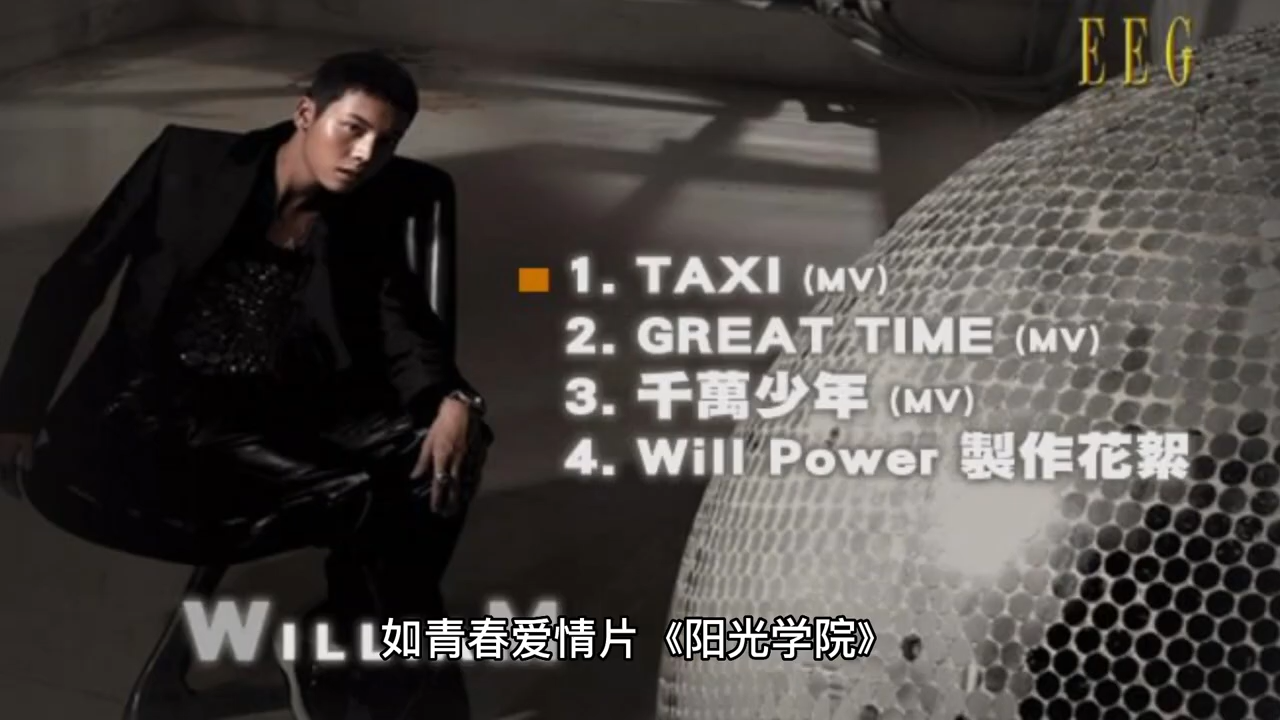 EEG
1. TAXI (MV)
2. GREAT TIME (MV)
3. 千萬少年 (MV)
4. Will Power 製作花絮
如青春爱情片《阳光学院》